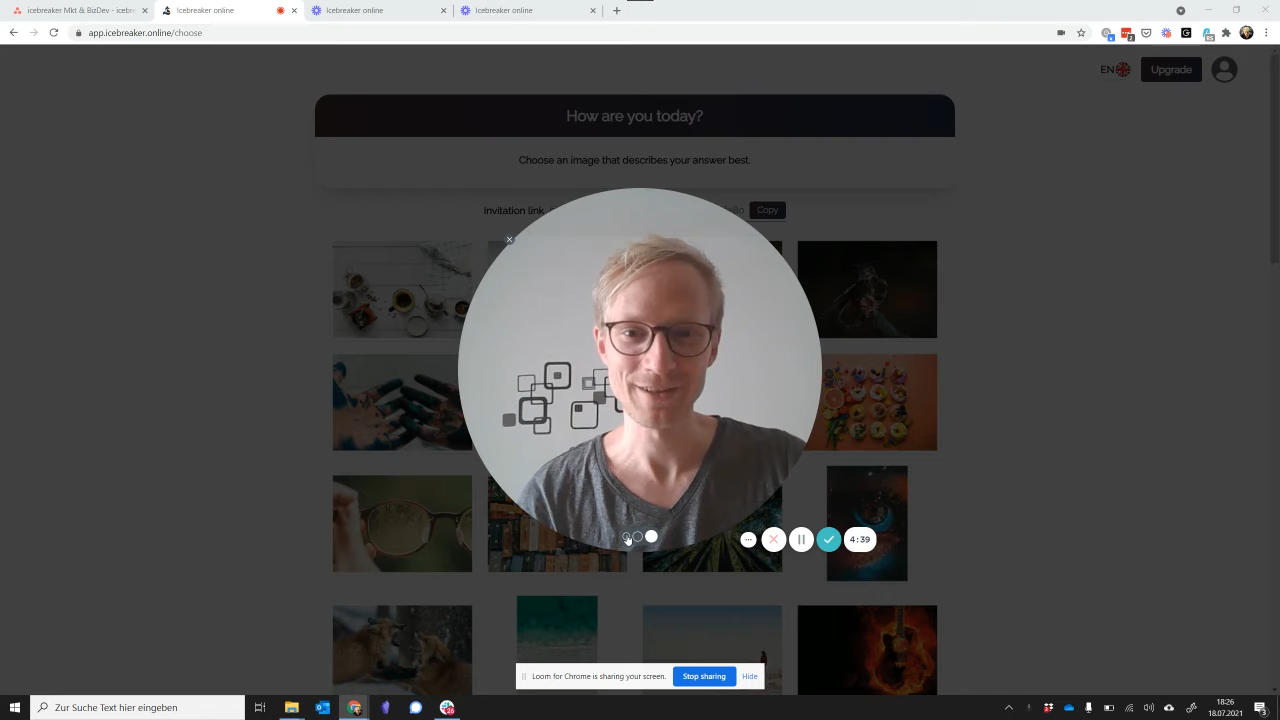 icebreaker Mkt & BizDev - icebre
Icebreaker online
Icebreaker online
Icebreaker online
app.icebreaker.online/choose
EN
Upgrade
How are you today?
Choose an image that describes your answer best.
Invitation link
Copy
4:39
Loom for Chrome is sharing your screen.
Stop sharing
Hide
Zur Suche Text hier eingeben
18:26
18.07.2021